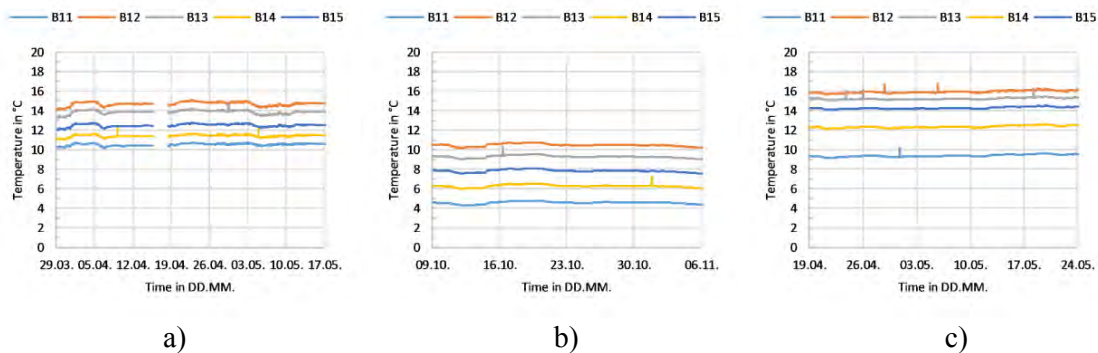 B11 B12 B13 B14 B15
Temperature in °C
20
18
16
14
12
10
8
6
4
2
0
29.03. 05.04. 12.04. 19.04. 26.04. 03.05. 10.05. 17.05.
Time in DD.MM.
a)
B11 B12 B13 B14 B15
Temperature in °C
20
18
16
14
12
10
8
6
4
2
0
09.10. 16.10. 23.10. 30.10. 06.11.
Time in DD.MM.
b)
B11 B12 B13 B14 B15
Temperature in °C
20
18
16
14
12
10
8
6
4
2
0
19.04. 26.04. 03.05. 10.05. 17.05. 24.05.
Time in DD.MM.
c)